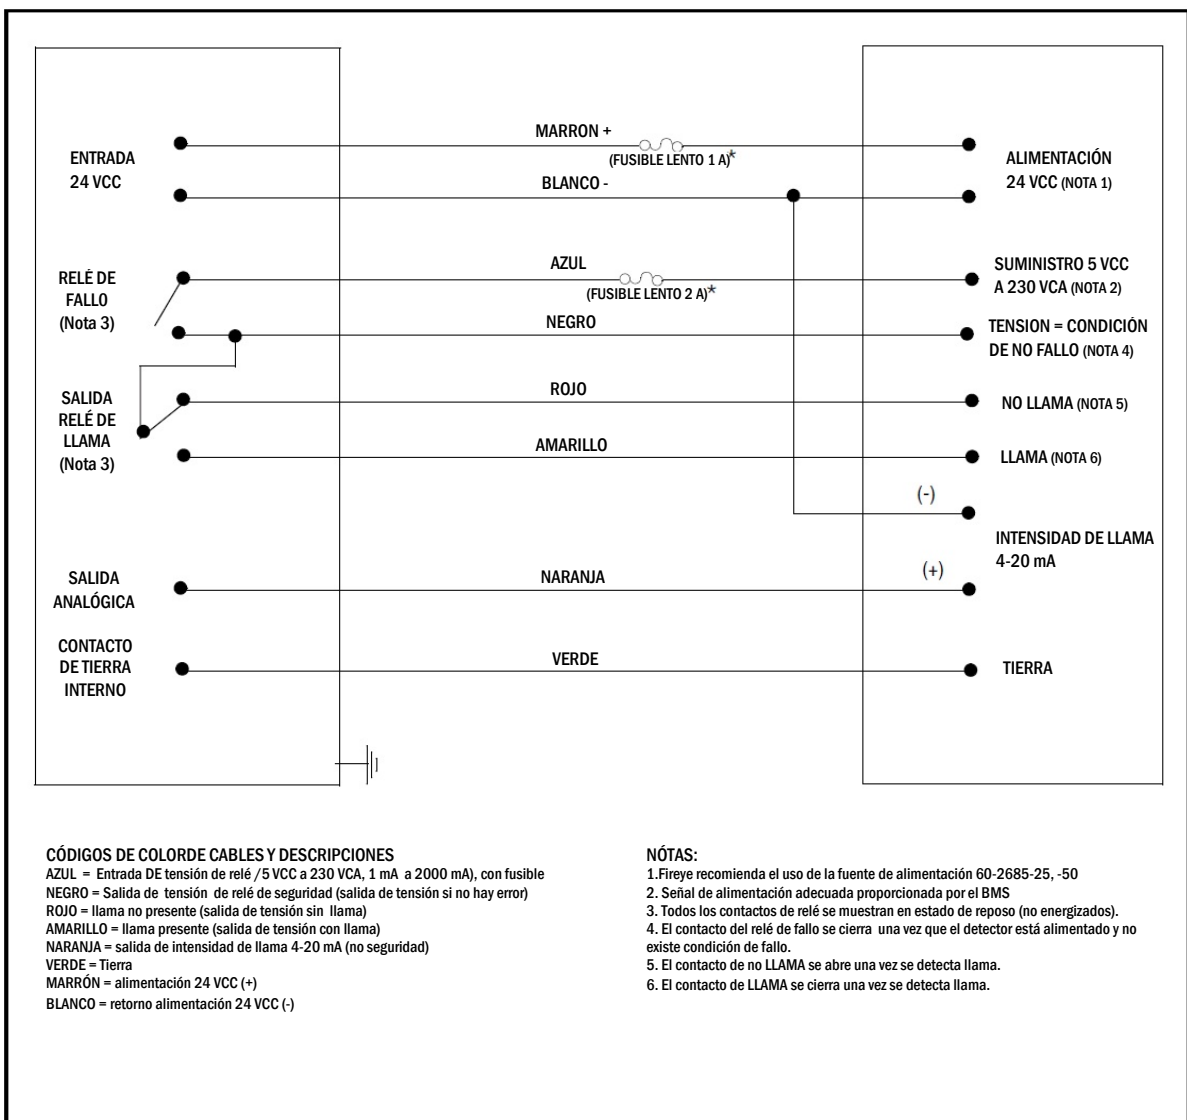 MARRON +
(FUSIBLE LENTO 1 A)*
BLANCO -
ENTRADA
24 VCC
ALIMENTACIÓN
24 VCC (NOTA 1)
AZUL
(FUSIBLE LENTO 2 A)*
RELÉ DE
FALLO
(Nota 3)
SUMINISTRO 5 VCC
A 230 VCA (NOTA 2)
NEGRO
TENSION = CONDICIÓN
DE NO FALLO (NOTA 4)
ROJO
SALIDA
RELÉ DE
LLAMA
(Nota 3)
NO LLAMA (NOTA 5)
AMARILLO
LLAMA (NOTA 6)
(-)
INTENSIDAD DE LLAMA
4-20 mA
(+)
NARANJA
SALIDA
ANALÓGICA
CONTACTO
DE TIERRA
INTERNO
VERDE
TIERRA
CÓDIGOS DE COLORDE CABLES Y DESCRIPCIONES
AZUL = Entrada DE tensión de relé /5 VCC a 230 VCA, 1 mA a 2000 mA), con fusible
NEGRO = Salida de tensión de relé de seguridad (salida de tensión si no hay error)
ROJO = llama no presente (salida de tensión sin llama)
AMARILLO = llama presente (salida de tensión con llama)
NARANJA = salida de intensidad de llama 4-20 mA (no seguridad)
VERDE = Tierra
MARRÓN = alimentación 24 VCC (+)
BLANCO = retorno alimentación 24 VCC (-)
NÓTAS:
1.Fireye recomienda el uso de la fuente de alimentación 60-2685-25, -50
2. Señal de alimentación adecuada proporcionada por el BMS
3. Todos los contactos de relé se muestran en estado de reposo (no energizados).
4. El contacto del relé de fallo se cierra una vez que el detector está alimentado y no
existe condición de fallo.
5. El contacto de no LLAMA se abre una vez se detecta llama.
6. El contacto de LLAMA se cierra una vez se detecta llama.